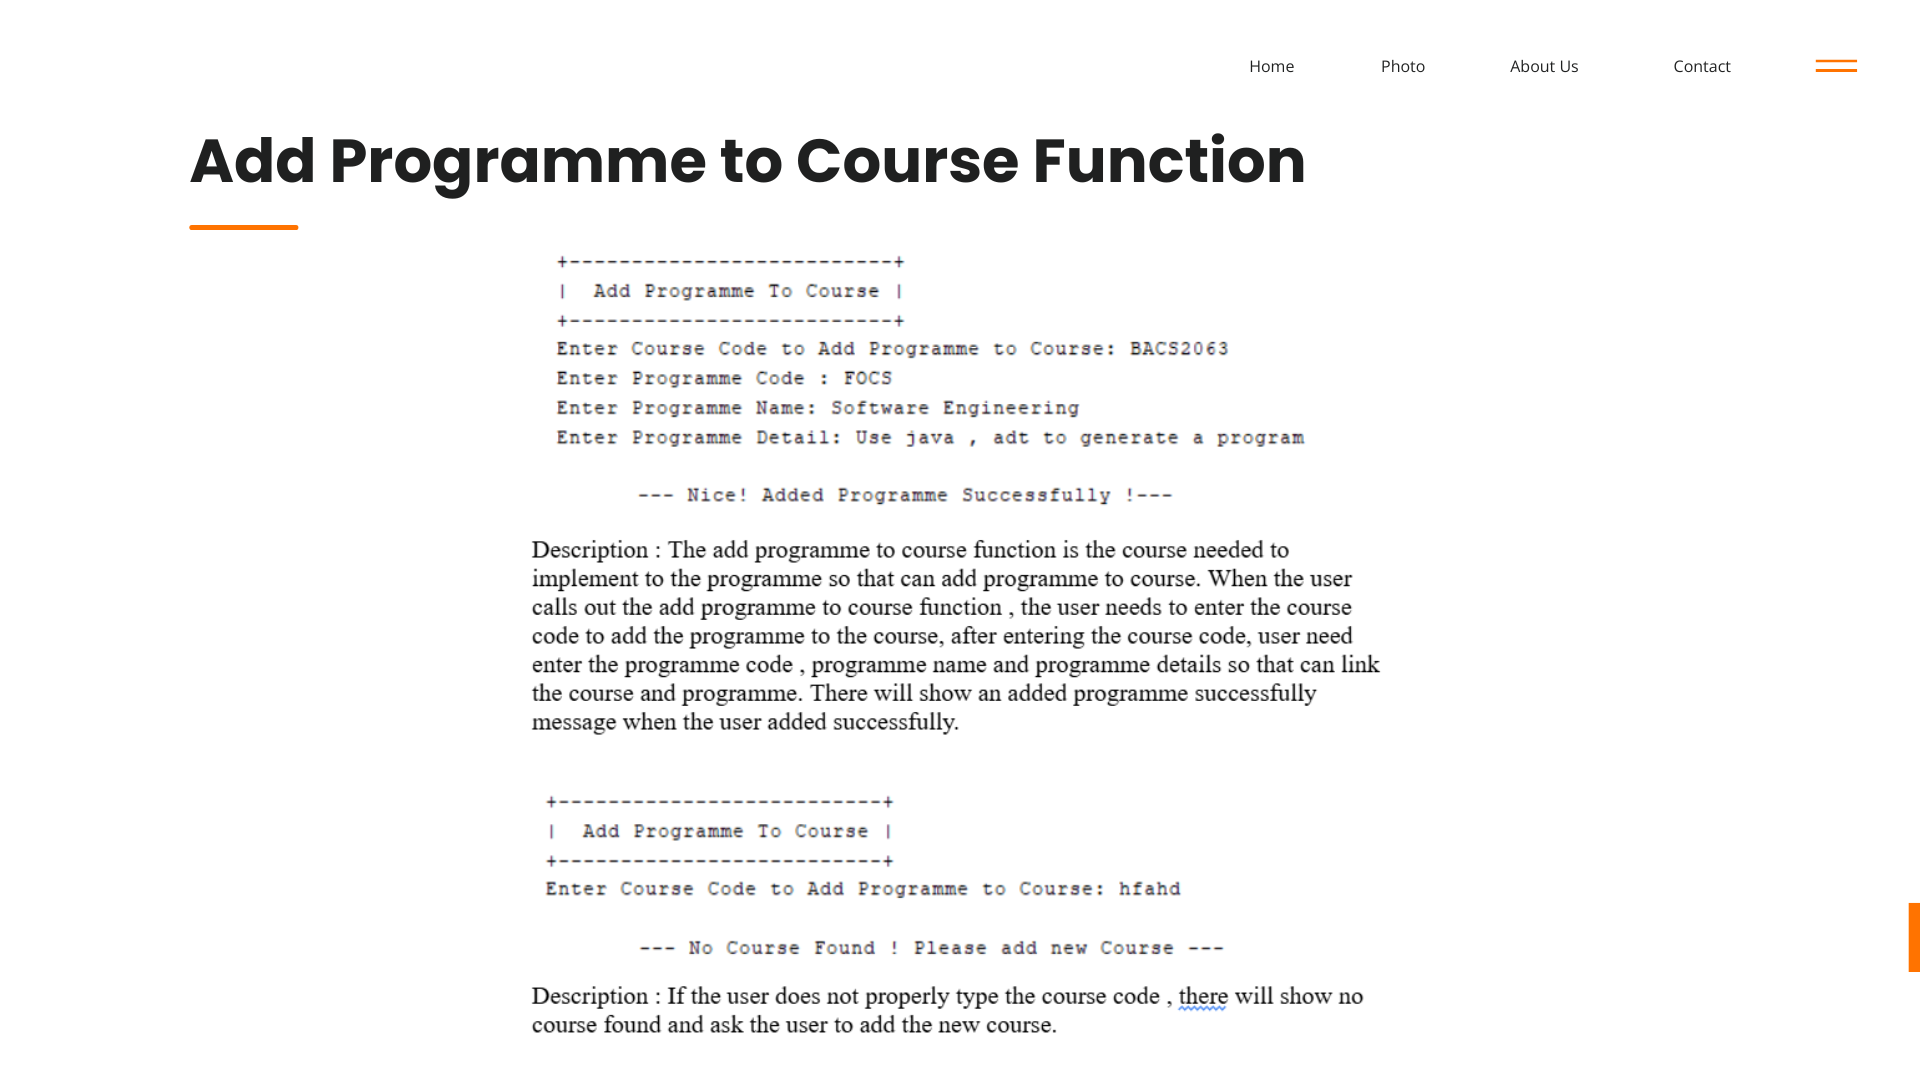 Home Photo About Us Contact
Add Programme to Course Function
+--------------------------+
|  Add Programme To Course |
+--------------------------+
Enter Course Code to Add Programme to Course: BACS2063
Enter Programme Code : FOCS
Enter Programme Name: Software Engineering
Enter Programme Detail: Use java , adt to generate a program
--- Nice! Added Programme Successfully !---
Description : The add programme to course function is the course needed to
implement to the programme so that can add programme to course. When the user
calls out the add programme to course function , the user needs to enter the course
code to add the programme to the course, after entering the course code, user need
enter the programme code , programme name and programme details so that can link
the course and programme. There will show an added programme successfully
message when the user added successfully.
+--------------------------+
|  Add Programme To Course |
+--------------------------+
Enter Course Code to Add Programme to Course: hfahd
--- No Course Found ! Please add new Course ---
Description : If the user does not properly type the course code , there will show no
course found and ask the user to add the new course.